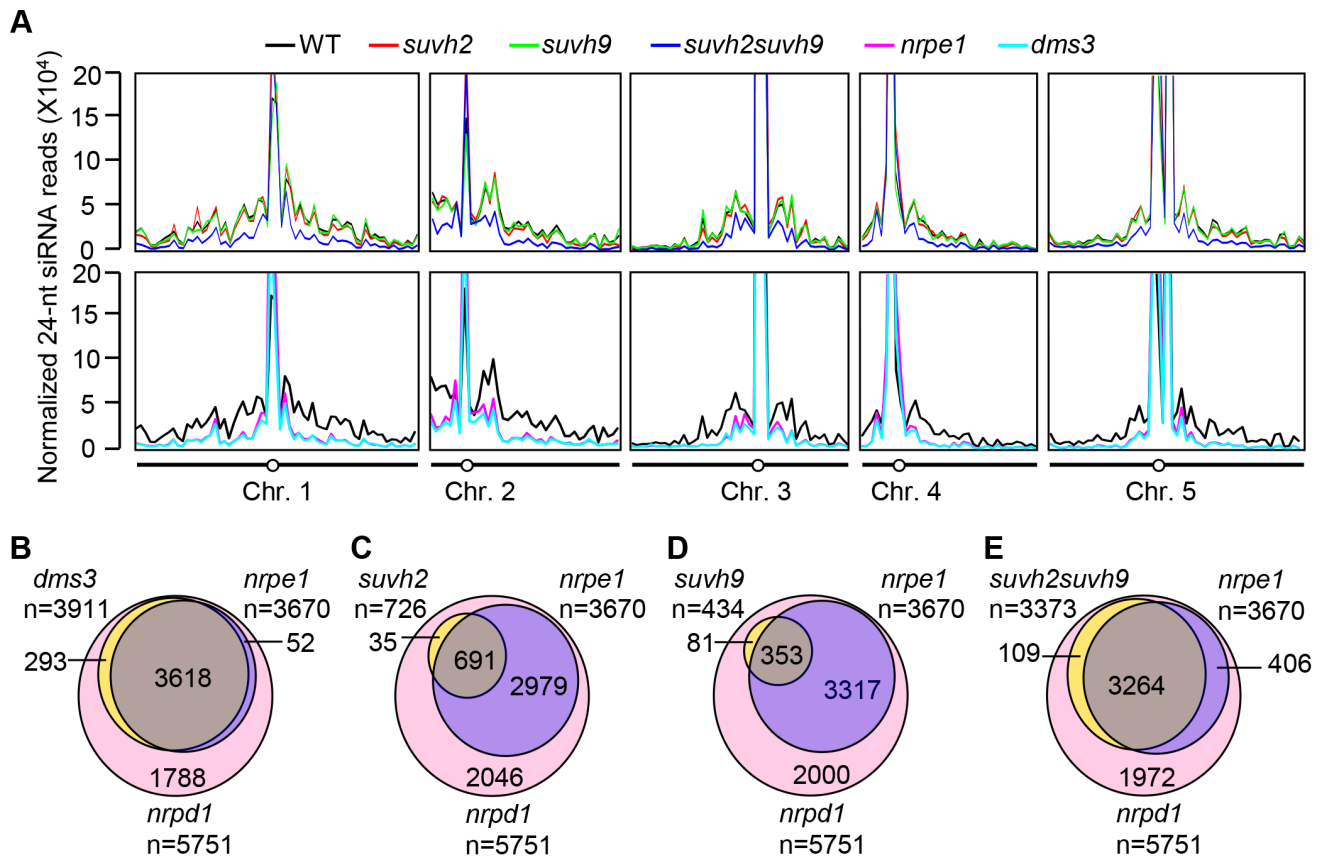 A
WT suvh2 suvh9 suvh2suvh9 nrpe1 dms3
Normalized 24-nt siRNA reads (X10⁴)
20
15
10
5
0
20
15
10
5
0
Chr. 1 Chr. 2 Chr. 3 Chr. 4 Chr. 5
B
dms3
n=3911
nrpe1
n=3670
293
52
3618
1788
nrpd1
n=5751
C
suvh2
n=726
nrpe1
n=3670
35
691
2979
2046
nrpd1
n=5751
D
suvh9
n=434
nrpe1
n=3670
81
353
3317
2000
nrpd1
n=5751
E
suvh2suvh9
n=3373
nrpe1
n=3670
109
406
3264
1972
nrpd1
n=5751